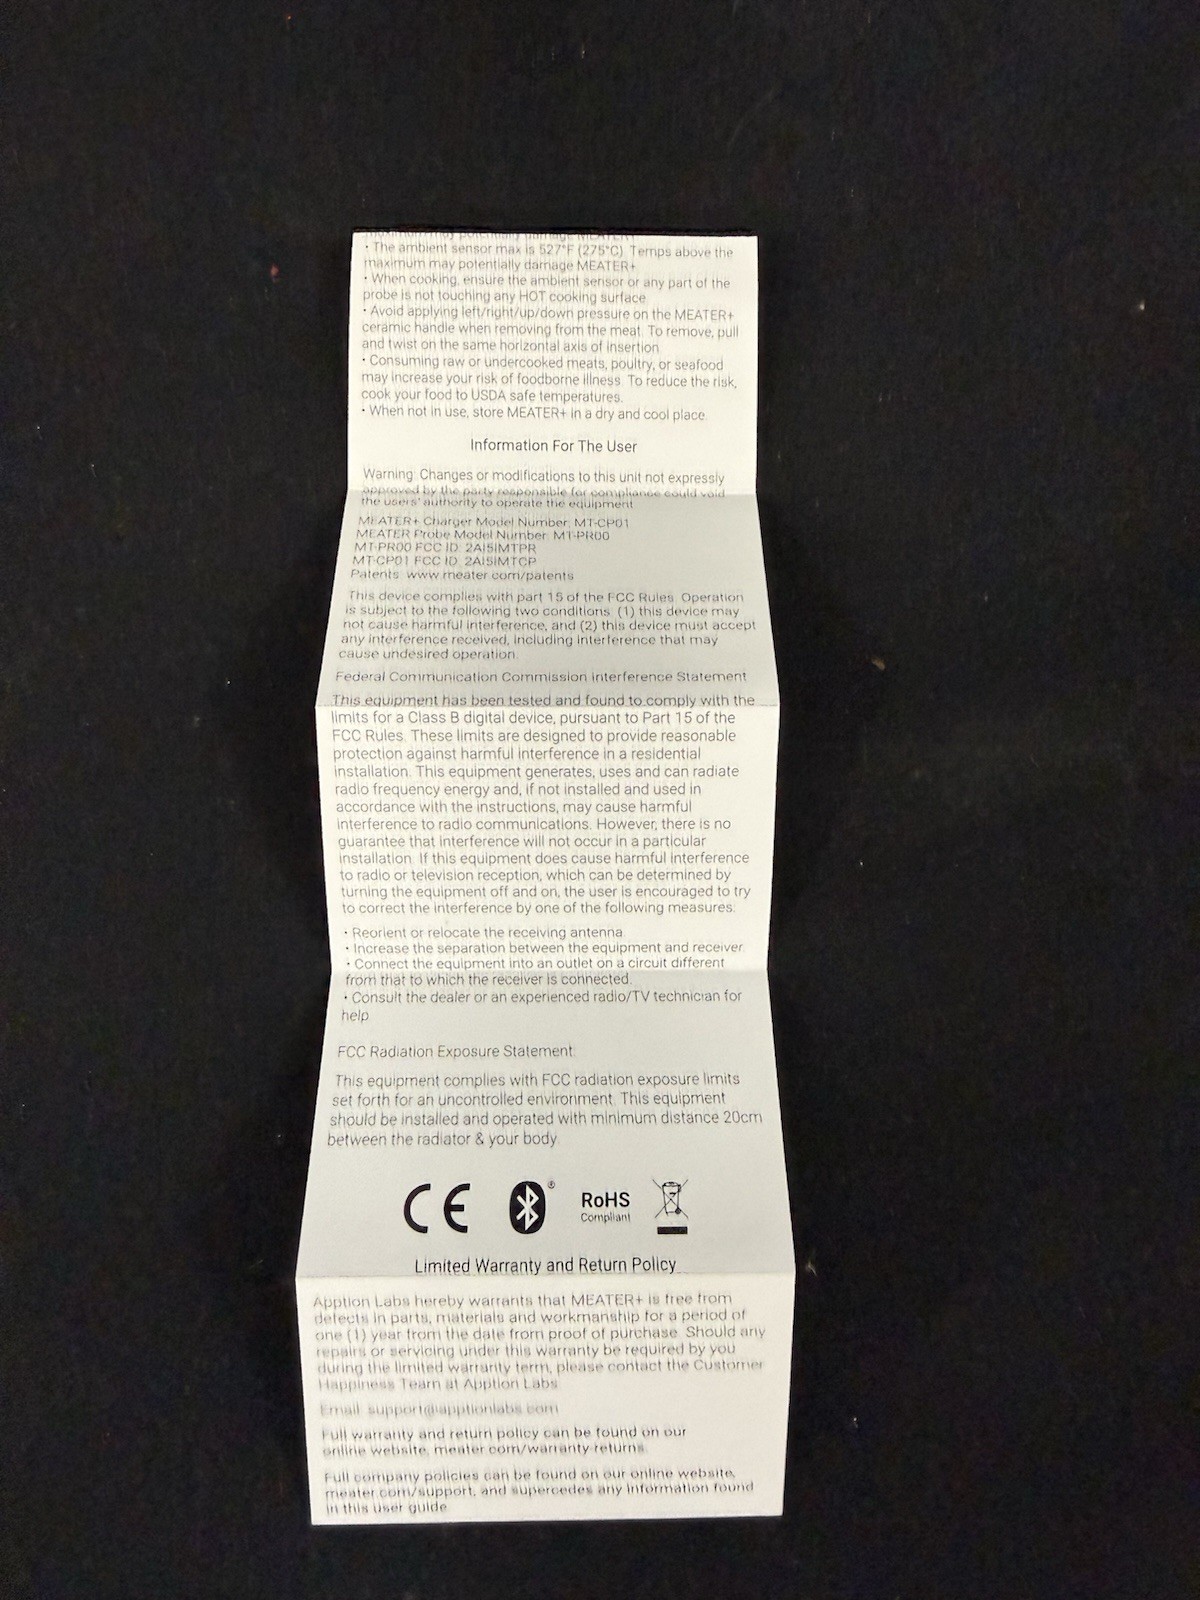 maximum may potentially damage MEATER+
• The ambient sensor max is 527°F (275°C). Temps above the
maximum may potentially damage MEATER+
• When cooking, ensure the ambient sensor or any part of the
probe is not touching any HOT cooking surface
• Avoid applying left/right/up/down pressure on the MEATER+
ceramic handle when removing from the meat. To remove, pull
and twist on the same horizontal axis of insertion
• Consuming raw or undercooked meats, poultry, or seafood
may increase your risk of foodborne illness. To reduce the risk,
cook your food to USDA safe temperatures.
• When not in use, store MEATER+ in a dry and cool place.
Information For The User
Warning: Changes or modifications to this unit not expressly
approved by the party responsible for compliance could void
the users' authority to operate the equipment
MEATER+ Charger Model Number: MT-CP01
MEATER Probe Model Number: MT-PR00
MT-PR00 FCC ID: 2AI5IMTPR
MT-CP01 FCC ID: 2AI5IMTCP
Patents: www.meater.com/patents
This device complies with part 15 of the FCC Rules. Operation
is subject to the following two conditions: (1) this device may
not cause harmful interference, and (2) this device must accept
any interference received, including interference that may
cause undesired operation.
Federal Communication Commission Interference Statement
This equipment has been tested and found to comply with the
limits for a Class B digital device, pursuant to Part 15 of the
FCC Rules. These limits are designed to provide reasonable
protection against harmful interference in a residential
installation. This equipment generates, uses and can radiate
radio frequency energy and, if not installed and used in
accordance with the instructions, may cause harmful
interference to radio communications. However, there is no
guarantee that interference will not occur in a particular
installation. If this equipment does cause harmful interference
to radio or television reception, which can be determined by
turning the equipment off and on, the user is encouraged to try
to correct the interference by one of the following measures:
• Reorient or relocate the receiving antenna.
• Increase the separation between the equipment and receiver
• Connect the equipment into an outlet on a circuit different
from that to which the receiver is connected.
• Consult the dealer or an experienced radio/TV technician for
help
FCC Radiation Exposure Statement:
This equipment complies with FCC radiation exposure limits
set forth for an uncontrolled environment. This equipment
should be installed and operated with minimum distance 20cm
between the radiator & your body.
CE ® RoHS
Compliant
Limited Warranty and Return Policy
Apption Labs hereby warrants that MEATER+ is free from
defects in parts, materials and workmanship for a period of
one (1) year from the date from proof of purchase. Should any
repairs or servicing under this warranty be required by you
during the limited warranty term, please contact the Customer
Happiness Team at Apption Labs
Email: support@apptionlabs.com
Full warranty and return policy can be found on our
online website, meater.com/warranty returns
Full company policies can be found on our online website,
meater.com/support, and supercedes any information found
in this user guide